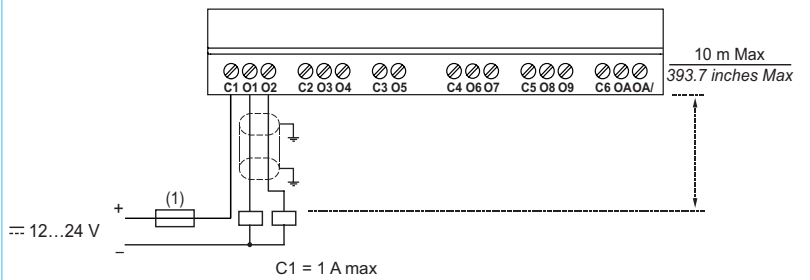 10 m Max
393.7 inches Max
C1 O1 O2 C2 O3 O4 C3 O5 C4 O6 O7 C5 O8 O9 C6 OA OA/
(1)
+
⎓ 12...24 V
–
C1 = 1 A max